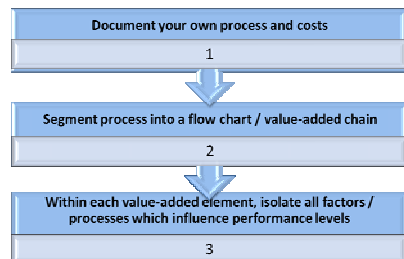 Document your own process and costs
1
Segment process into a flow chart / value-added chain
2
Within each value-added element, isolate all factors /
processes which influence performance levels
3